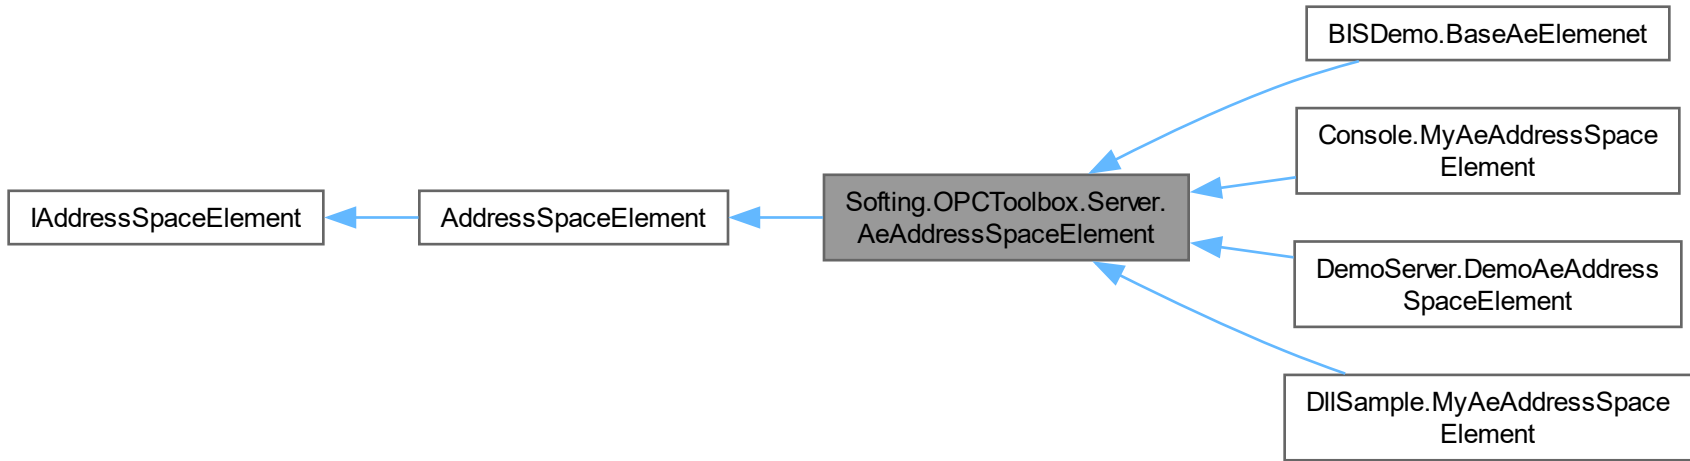 BISDemo.BaseAeElemenet
Console.MyAeAddressSpace
Element
IAddressSpaceElement
AddressSpaceElement
Softing.OPCToolbox.Server.
AeAddressSpaceElement
DemoServer.DemoAeAddress
SpaceElement
DllSample.MyAeAddressSpace
Element